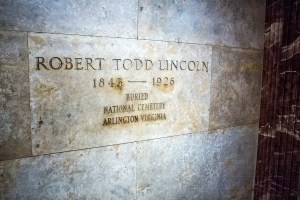 ROBERT TODD LINCOLN
1843 — 1926
BURIED
NATIONAL CEMETERY
ARLINGTON VIRGINIA